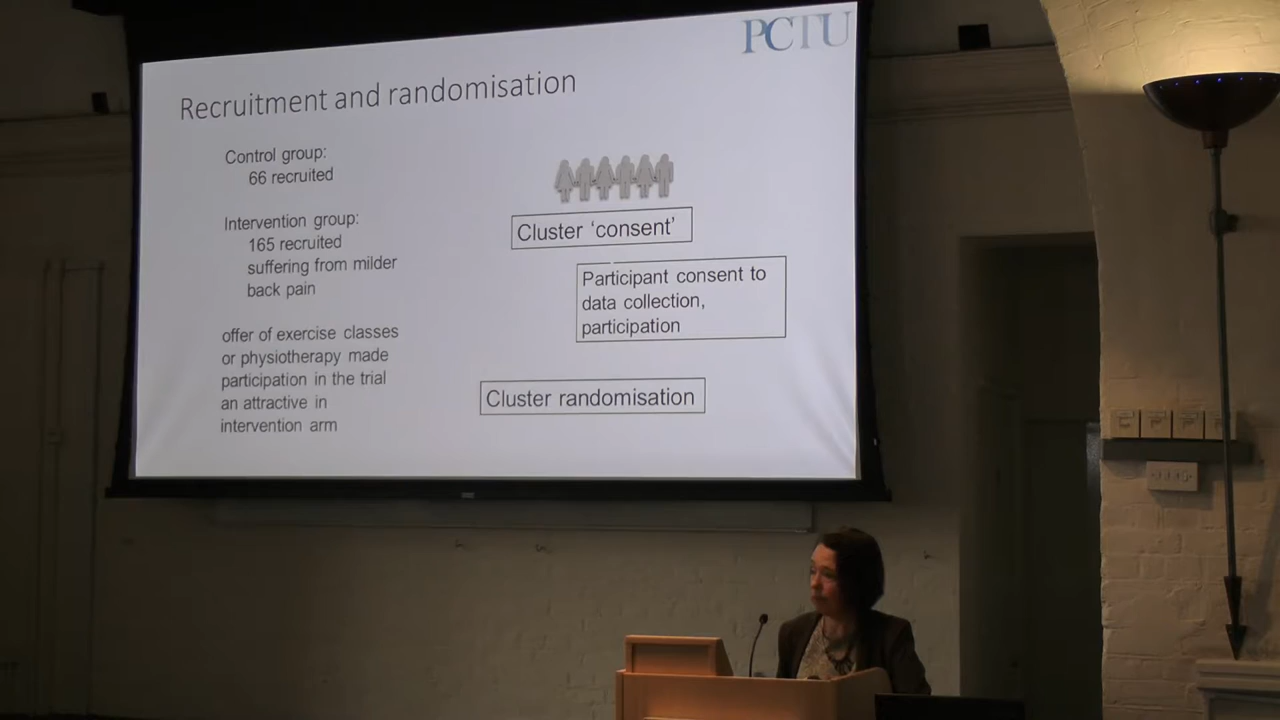 PCTU
Recruitment and randomisation
Control group:
66 recruited
Intervention group:
165 recruited
suffering from milder
back pain
offer of exercise classes
or physiotherapy made
participation in the trial
an attractive in
intervention arm
Cluster ‘consent’
Participant consent to
data collection,
participation
Cluster randomisation